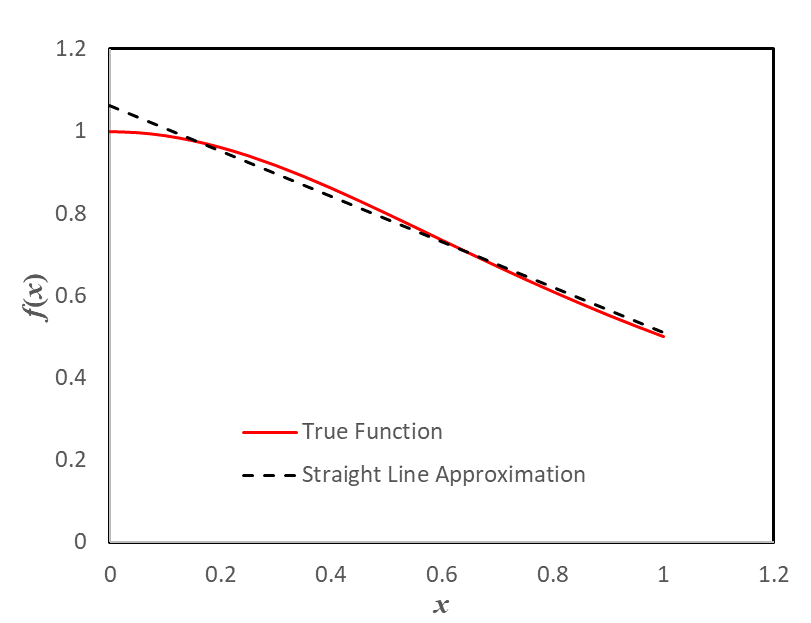 1.2
1
0.8
0.6
0.4
0.2
0
f(x)
True Function
Straight Line Approximation
0 0.2 0.4 0.6 0.8 1 1.2
x